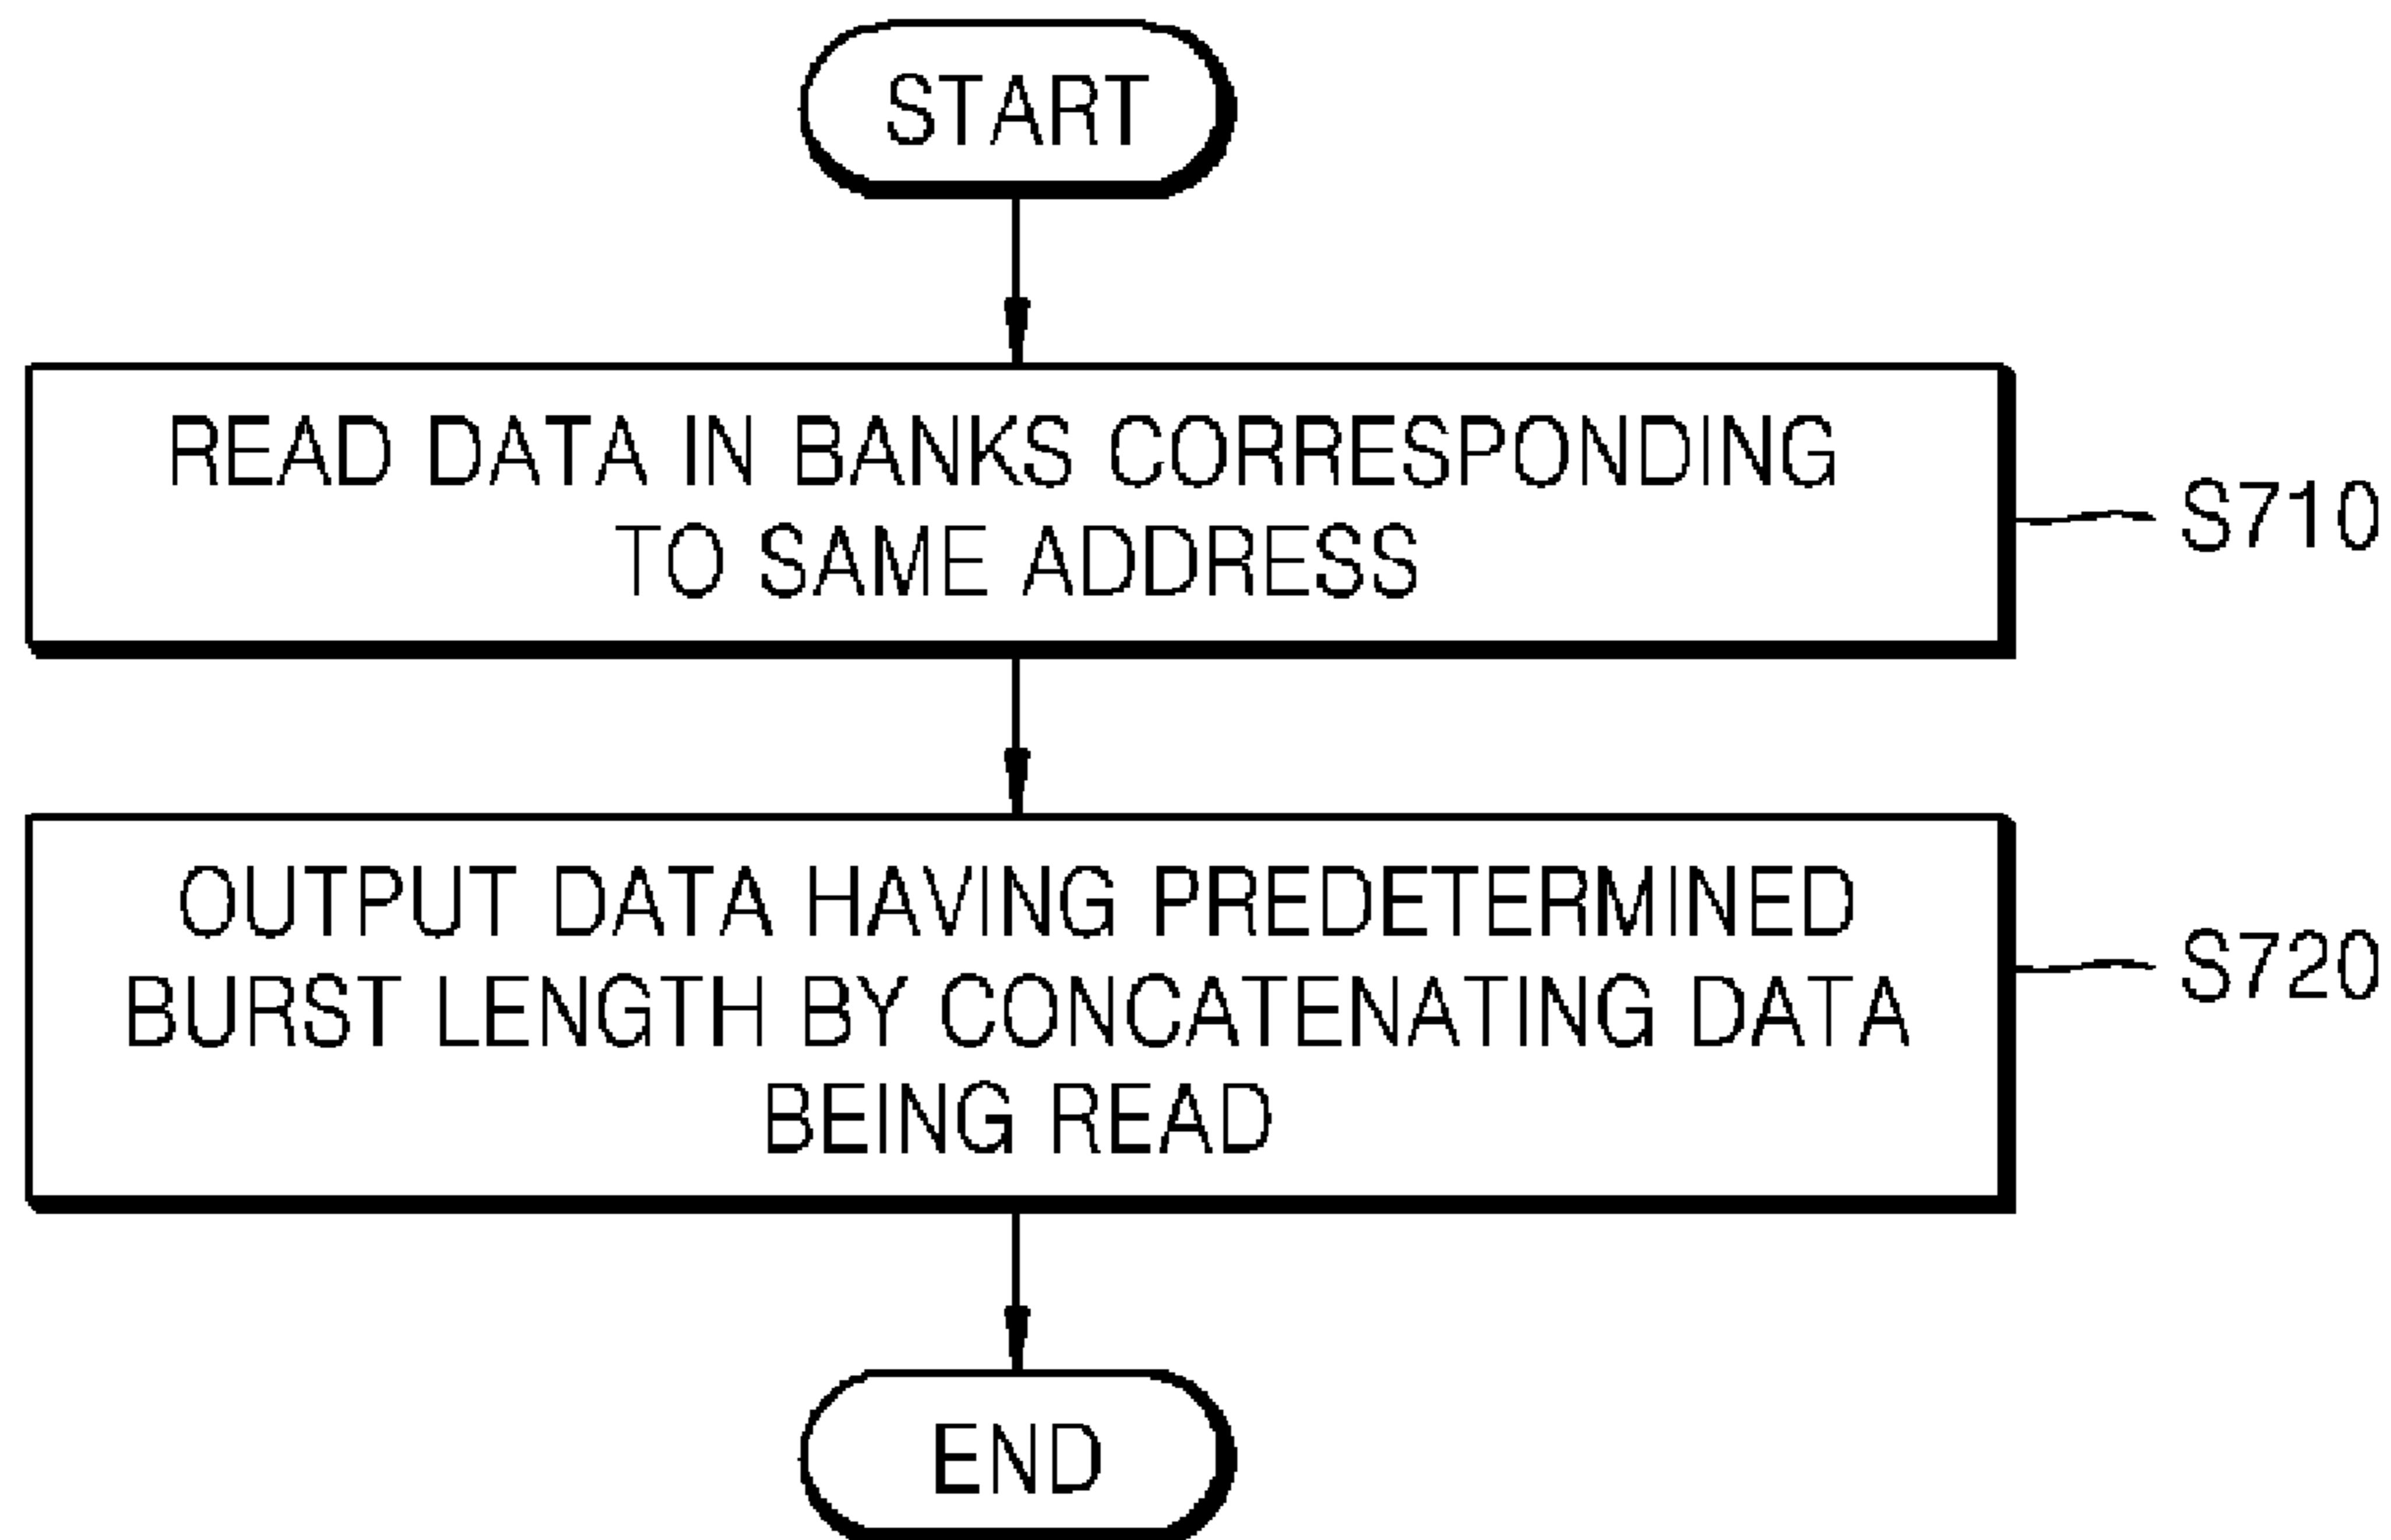 START
READ DATA IN BANKS CORRESPONDING
TO SAME ADDRESS
S710
OUTPUT DATA HAVING PREDETERMINED
BURST LENGTH BY CONCATENATING DATA
BEING READ
S720
END